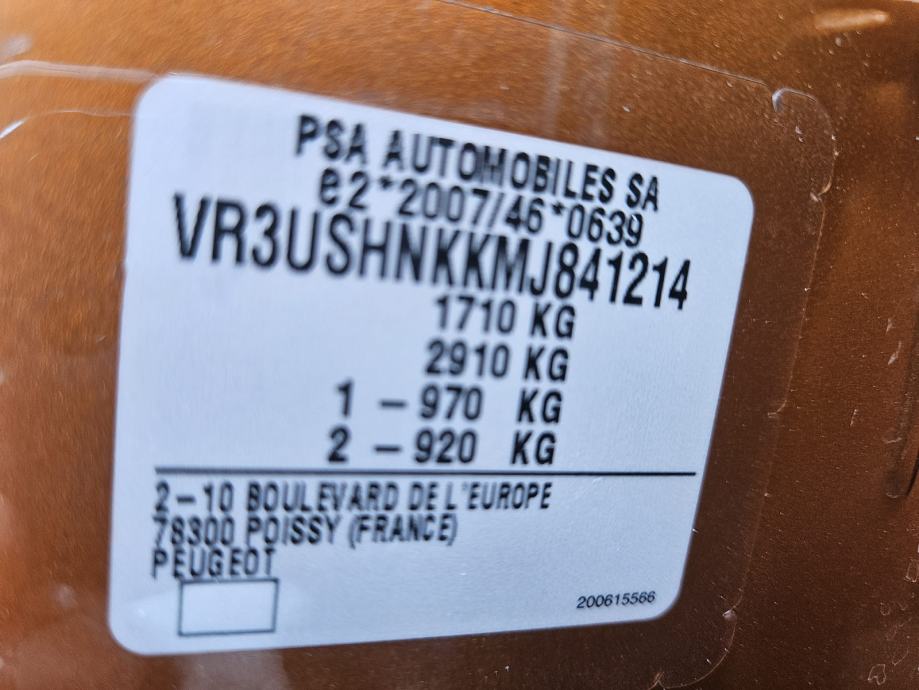 PSA AUTOMOBILES SA
e2*2007/46*0639
VR3USHNKKMJ841214
1710 KG
2910 KG
1 – 970 KG
2 – 920 KG
2–10 BOULEVARD DE L'EUROPE
78300 POISSY (FRANCE)
PEUGEOT
200615566